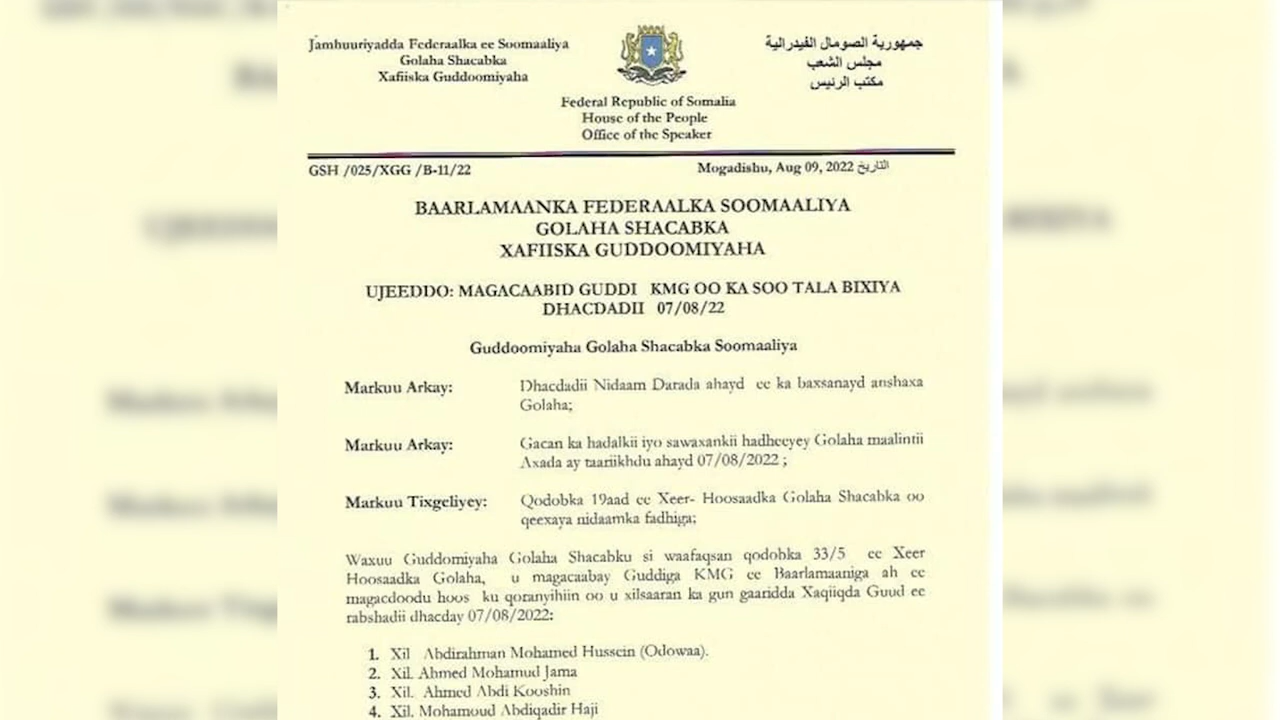 Jamhuuriyadda Federaalka ee Soomaaliya
Golaha Shacabka
Xafiiska Guddoomiyaha
جمهورية الصومال الفيدرالية
مجلس الشعب
مكتب الرئيس
Federal Republic of Somalia
House of the People
Office of the Speaker
GSH /025/XGG /B-11/22
Mogadishu, Aug 09, 2022 التاريخ
BAARLAMAANKA FEDERAALKA SOOMAALIYA
GOLAHA SHACABKA
XAFIISKA GUDDOOMIYAHA
UJEEDDO: MAGACAABID GUDDI KMG OO KA SOO TALA BIXIYA
DHACDADII 07/08/22
Guddoomiyaha Golaha Shacabka Soomaaliya
Markuu Arkay: Dhacdadii Nidaam Darada ahayd ee ka baxsanayd anshaxa
Golaha;
Markuu Arkay: Gacan ka hadalkii iyo sawaxankii hadheeyey Golaha maalintii
Axada ay taariikhdu ahayd 07/08/2022 ;
Markuu Tixgeliyey: Qodobka 19aad ee Xeer- Hoosaadka Golaha Shacabka oo
qeexaya nidaamka fadhiga;
Waxuu Guddomiyaha Golaha Shacabku si waafaqsan qodobka 33/5 ee Xeer
Hoosaadka Golaha, u magacaabay Guddiga KMG ee Baarlamaaniga ah ee
magacdoodu hoos ku qoranyihiin oo u xilsaaran ka gun gaaridda Xaqiiqda Guud ee
rabshadii dhacday 07/08/2022:
1. Xil Abdirahman Mohamed Hussein (Odowaa).
2. Xil. Ahmed Mohamud Jama
3. Xil. Ahmed Abdi Kooshin
4. Xil. Mohamoud Abdiqadir Haji